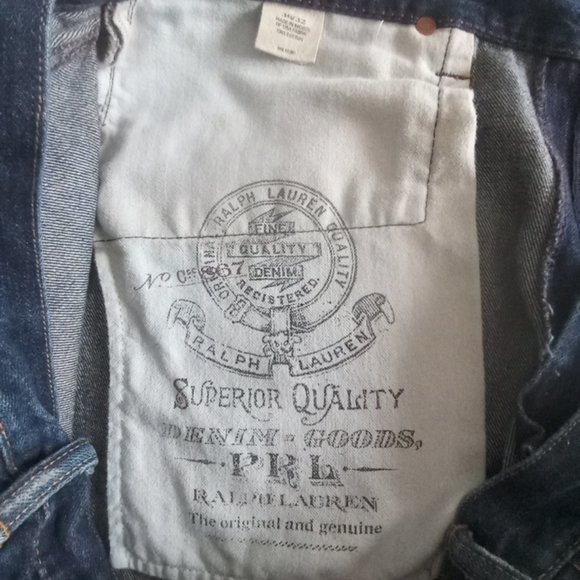 RALPH LAUREN QUALITY
FINE
QUALITY
DENIM
REGISTERED.
867
RALPH LAUREN
SUPERIOR QUALITY
DENIM-GOODS,
PRL
RALPH LAUREN
The original and genuine